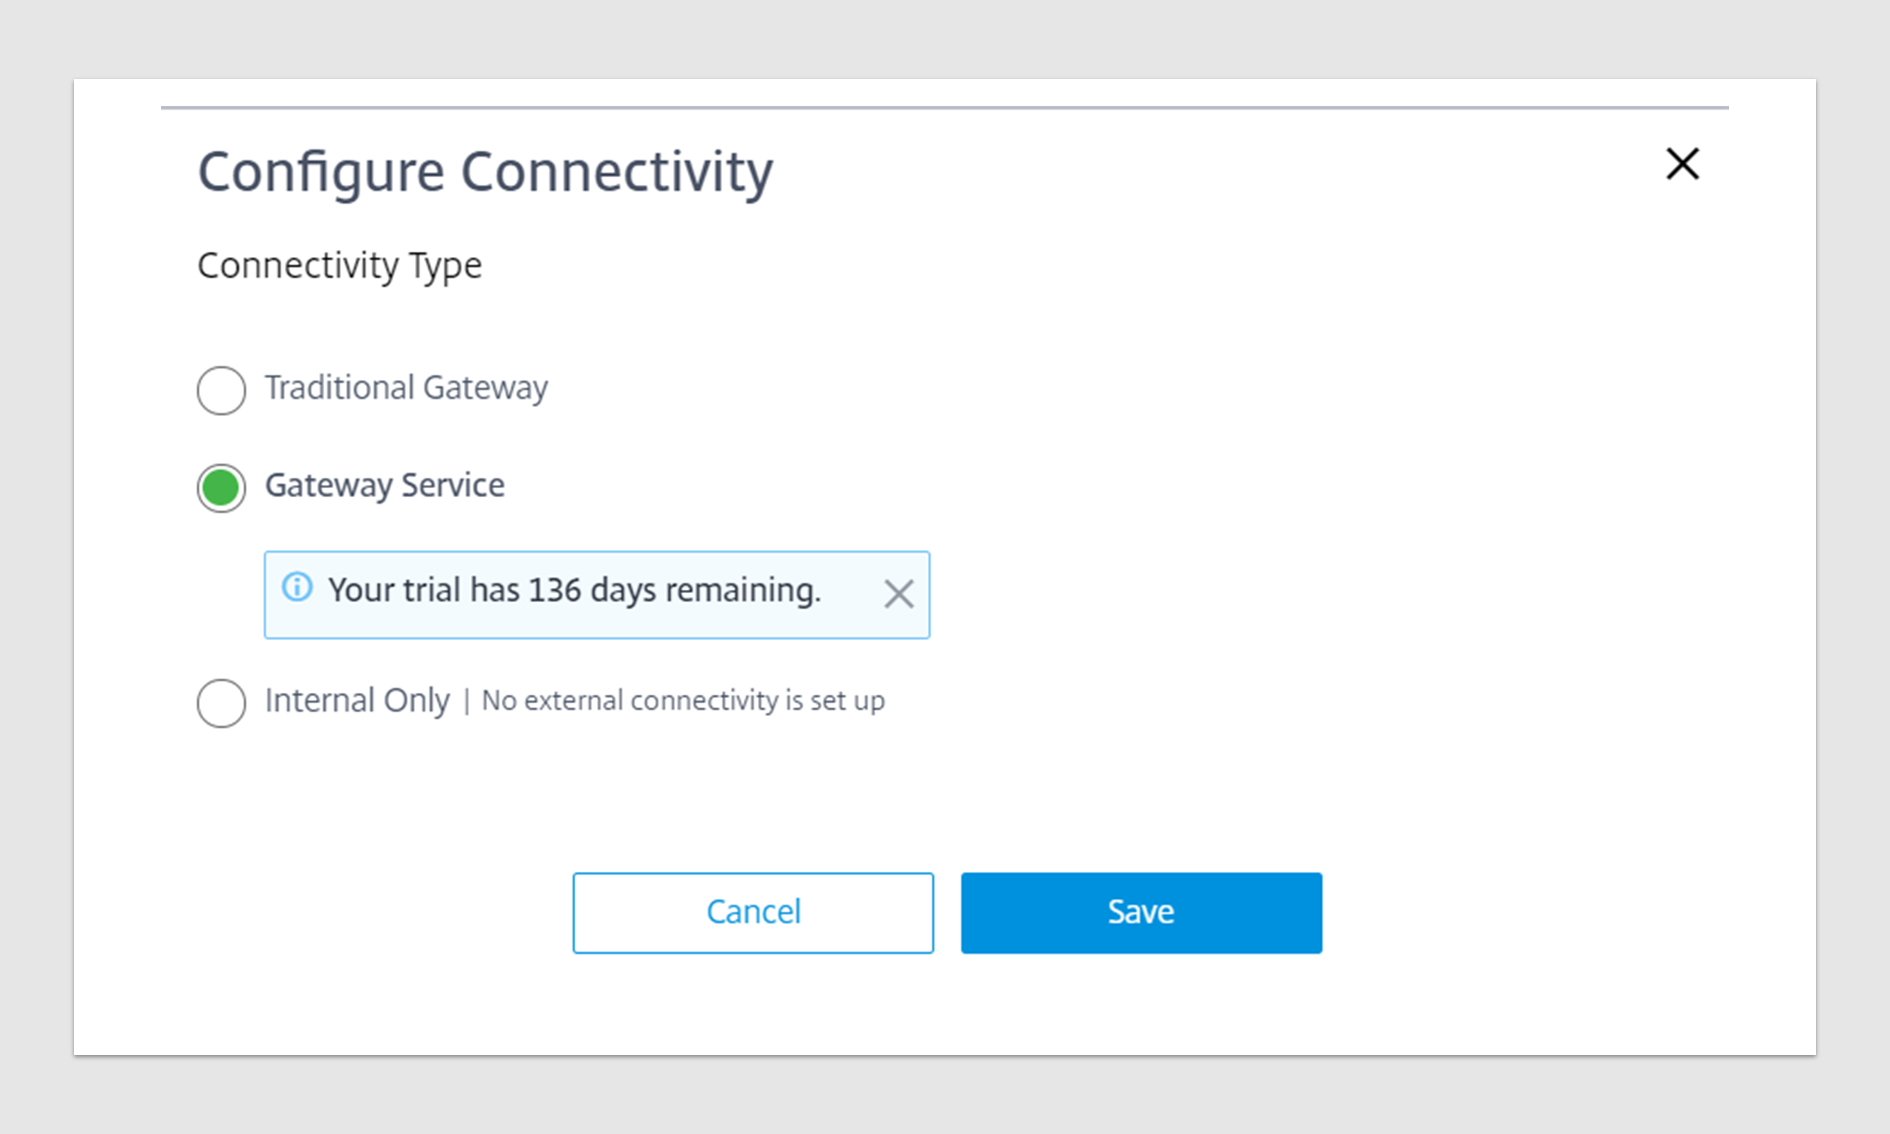 Configure Connectivity
Connectivity Type
Traditional Gateway
Gateway Service
Your trial has 136 days remaining.
Internal Only | No external connectivity is set up
Cancel
Save